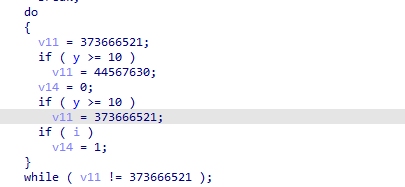 do
{
v11 = 373666521;
if ( y >= 10 )
v11 = 44567630;
v14 = 0;
if ( y >= 10 )
v11 = 373666521;
if ( i )
v14 = 1;
}
while ( v11 != 373666521 );